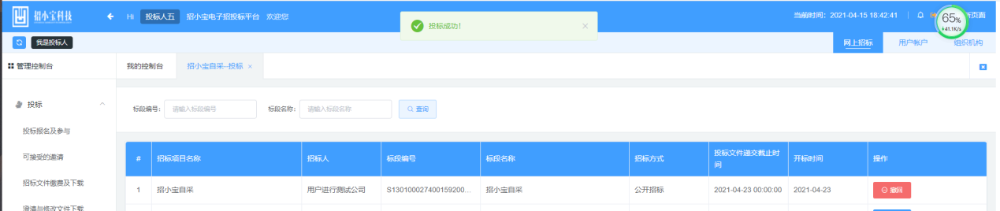 招小宝科技 Hi 投标人五 招小宝电子招投标平台 欢迎您 当前时间：2021-04-15 18:42:41 新页面
投标成功！
65%
41.1K/s
我是投标人 网上招标 用户帐户 组织机构
管理控制台 我的控制台 招小宝自采--投标
投标
标段编号： 请输入标段编号 标段名称： 请输入标段名称 查询
投标报名及参与
可接受的邀请
招标文件缴费及下载
澄清与修改文件下载
# 招标项目名称 招标人 标段编号 标段名称 招标方式 投标文件递交截止时间 开标时间 操作
1 招小宝自采 用户进行测试公司 S130100027400159200... 招小宝自采 公开招标 2021-04-23 00:00:00 2021-04-23 撤回